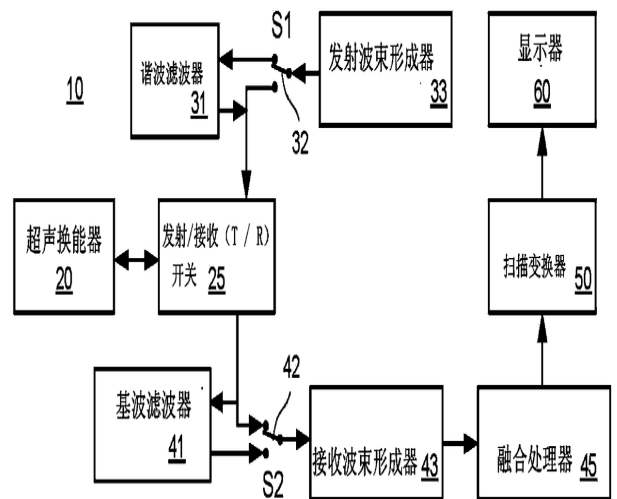 S1
谐波滤波器
31
发射波束形成器
33
显示器
60
10
32
超声换能器
20
发射/接收（T / R）
开关 25
扫描变换器
50
基波滤波器
41
42
S2
接收波束形成器 43
融合处理器 45